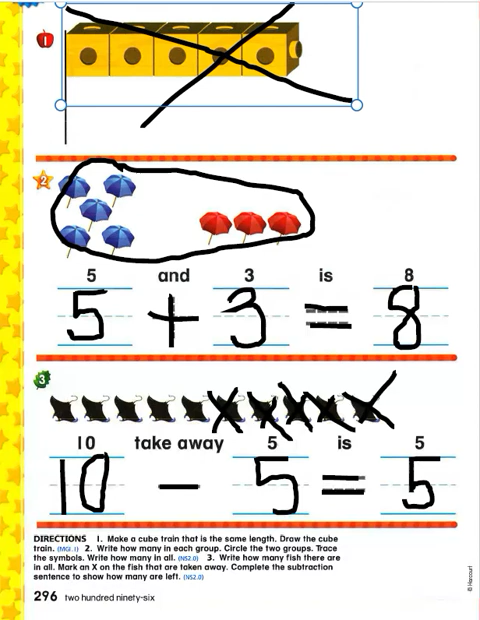 1
2
5 and 3 is 8
5 + 3 = 8
3
10 take away 5 is 5
10 − 5 = 5
DIRECTIONS 1. Make a cube train that is the same length. Draw the cube
train. (MG1.1) 2. Write how many in each group. Circle the two groups. Trace
the symbols. Write how many in all. (NS2.0) 3. Write how many fish there are
in all. Mark an X on the fish that are taken away. Complete the subtraction
sentence to show how many are left. (NS2.0)
296 two hundred ninety-six
© Harcourt